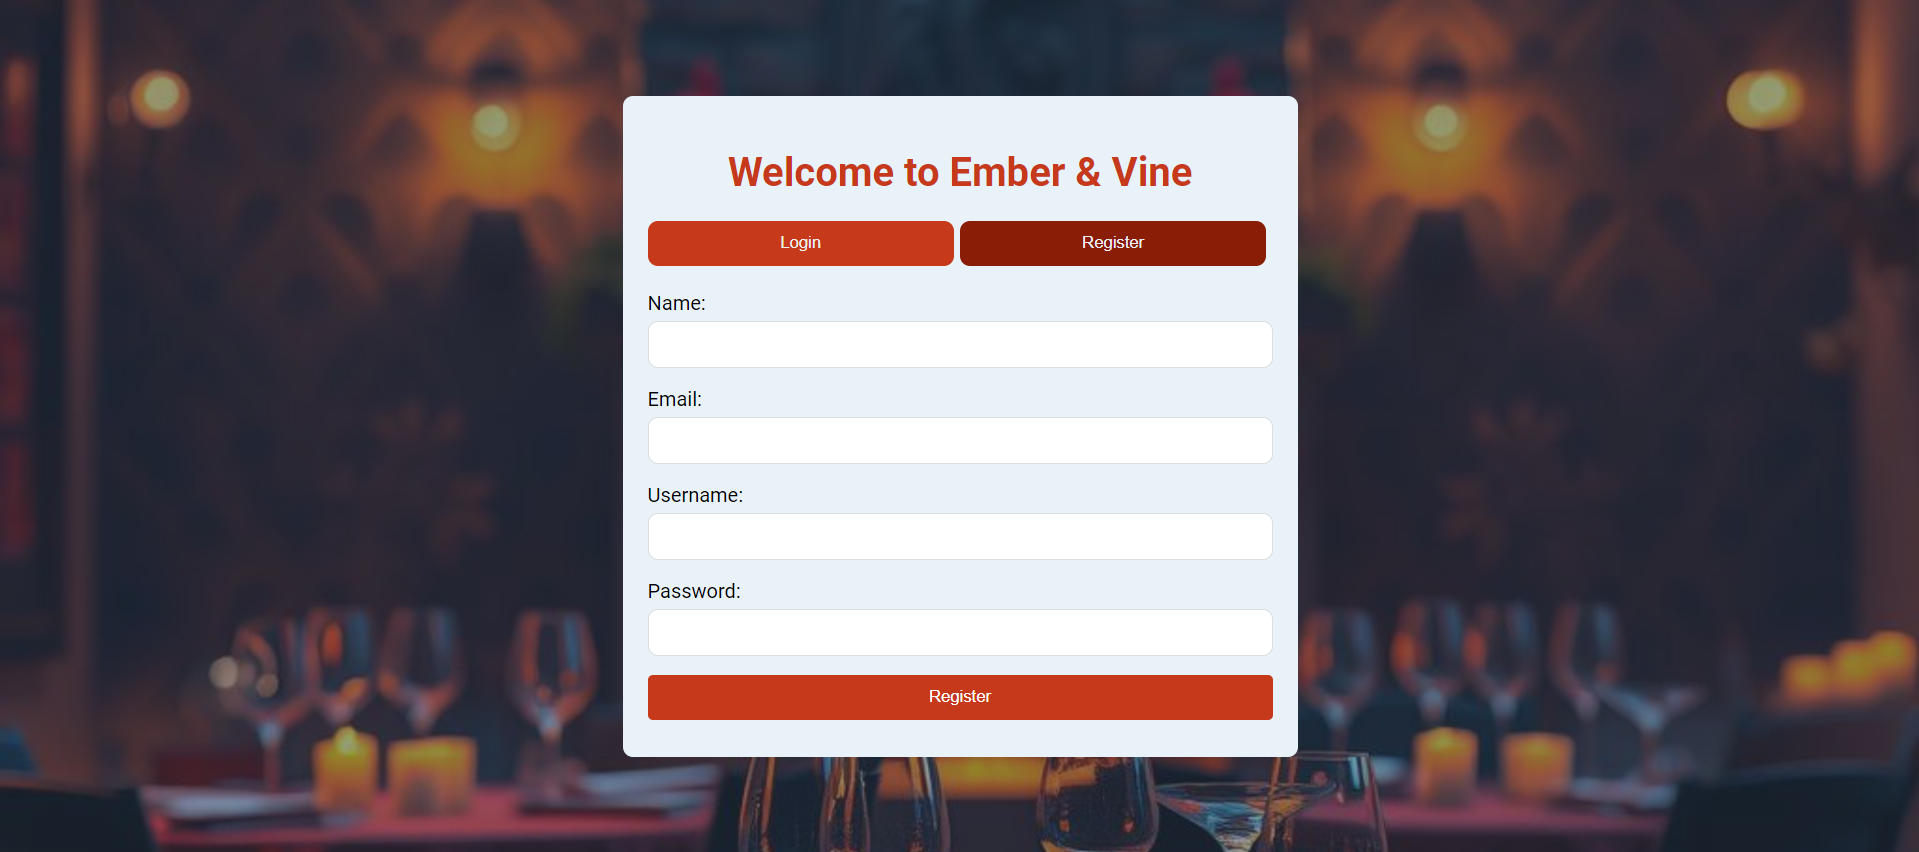 Welcome to Ember & Vine
Login Register
Name:
Email:
Username:
Password:
Register